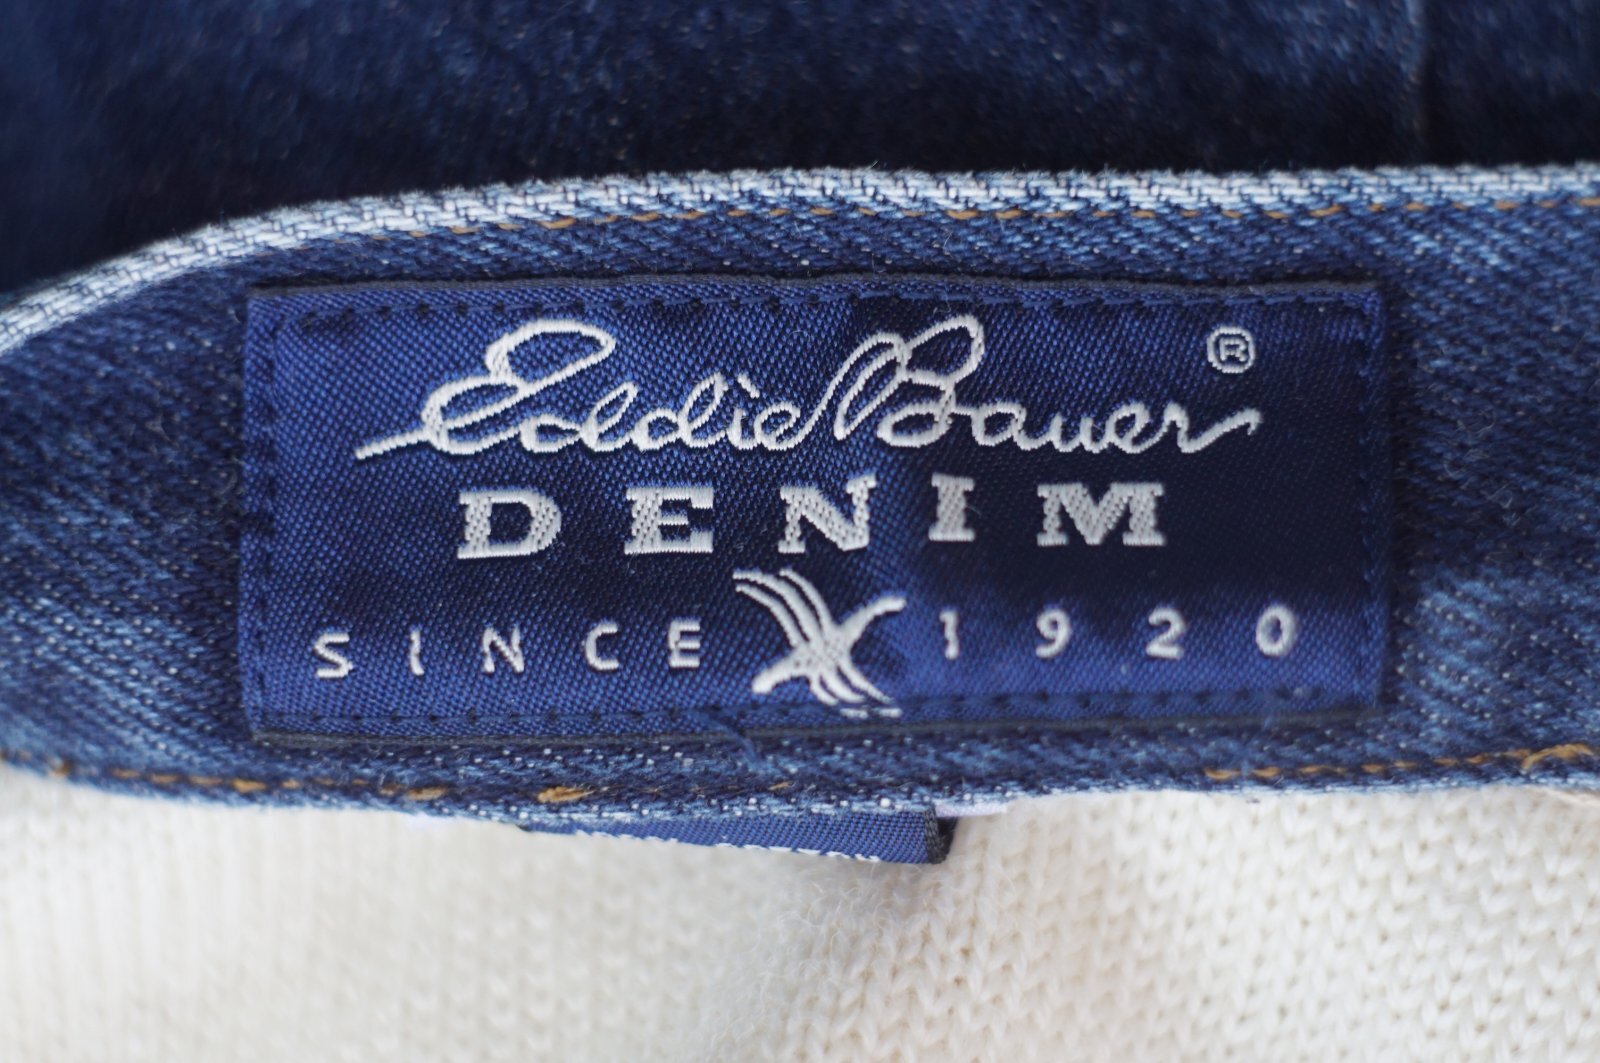 Eddie Bauer ®
DENIM
SINCE 1920